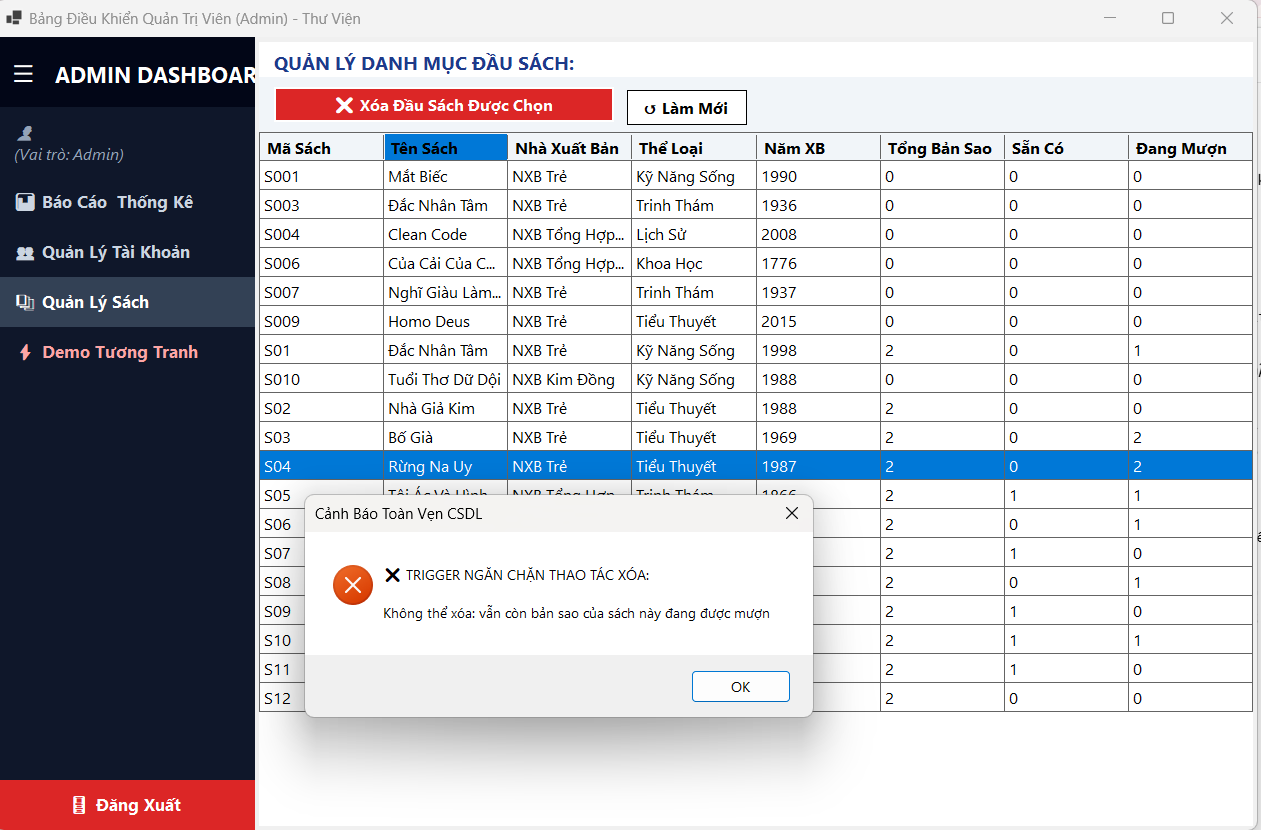 Bảng Điều Khiển Quản Trị Viên (Admin) - Thư Viện
☰ ADMIN DASHBOAR
(Vai trò: Admin)
Báo Cáo Thống Kê
Quản Lý Tài Khoản
Quản Lý Sách
Demo Tương Tranh
Đăng Xuất
QUẢN LÝ DANH MỤC ĐẦU SÁCH:
❌ Xóa Đầu Sách Được Chọn
↺ Làm Mới
Mã Sách Tên Sách Nhà Xuất Bản Thể Loại Năm XB Tổng Bản Sao Sẵn Có Đang Mượn
S001 Mắt Biếc NXB Trẻ Kỹ Năng Sống 1990 0 0 0
S003 Đắc Nhân Tâm NXB Trẻ Trinh Thám 1936 0 0 0
S004 Clean Code NXB Tổng Hợp... Lịch Sử 2008 0 0 0
S006 Của Cải Của C... NXB Tổng Hợp... Khoa Học 1776 0 0 0
S007 Nghĩ Giàu Làm... NXB Trẻ Trinh Thám 1937 0 0 0
S009 Homo Deus NXB Trẻ Tiểu Thuyết 2015 0 0 0
S01 Đắc Nhân Tâm NXB Trẻ Kỹ Năng Sống 1998 2 0 1
S010 Tuổi Thơ Dữ Dội NXB Kim Đồng Kỹ Năng Sống 1988 0 0 0
S02 Nhà Giả Kim NXB Trẻ Tiểu Thuyết 1988 2 0 0
S03 Bố Già NXB Trẻ Tiểu Thuyết 1969 2 0 2
S04 Rừng Na Uy NXB Trẻ Tiểu Thuyết 1987 2 0 2
S05 Tội Ác Và Hình NXB Tổng Hợp Trinh Thám 1866 2 1 1
S06 2 0 1
S07 2 1 0
S08 2 0 1
S09 2 1 0
S10 2 1 1
S11 2 1 0
S12 2 0 0
Cảnh Báo Toàn Vẹn CSDL
❌ TRIGGER NGĂN CHẶN THAO TÁC XÓA:
Không thể xóa: vẫn còn bản sao của sách này đang được mượn
OK